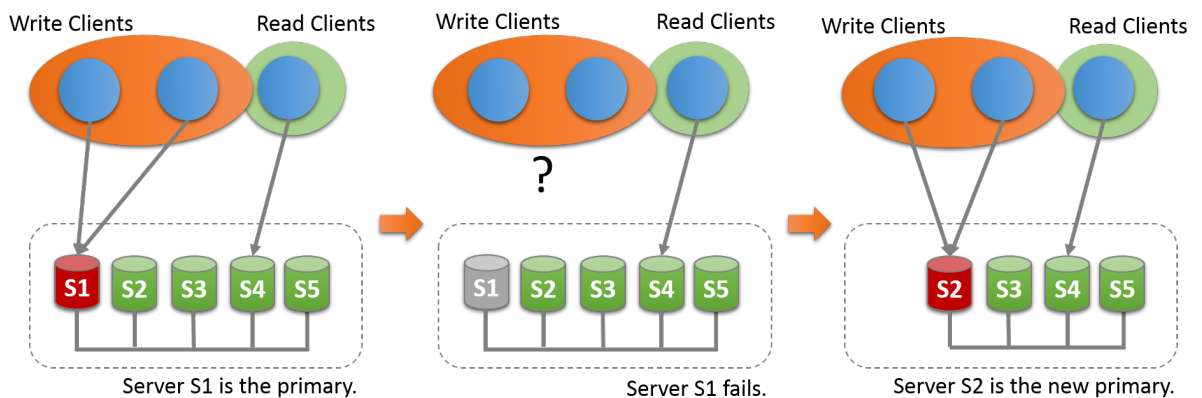 Write Clients
Read Clients
S1
S2
S3
S4
S5
Server S1 is the primary.
Write Clients
Read Clients
?
S1
S2
S3
S4
S5
Server S1 fails.
Write Clients
Read Clients
S2
S3
S4
S5
Server S2 is the new primary.